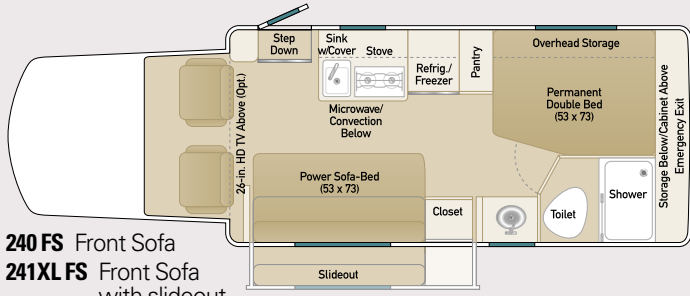 Step
Down
Sink
w/Cover
Stove
Refrig./
Freezer
Pantry
Overhead Storage
Permanent
Double Bed
(53 x 73)
Storage Below/Cabinet Above
Emergency Exit
26-in. HD TV Above (Opt.)
Microwave/
Convection
Below
Power Sofa-Bed
(53 x 73)
Closet
Toilet
Shower
Slideout
240 FS Front Sofa
241XL FS Front Sofa
with slideout